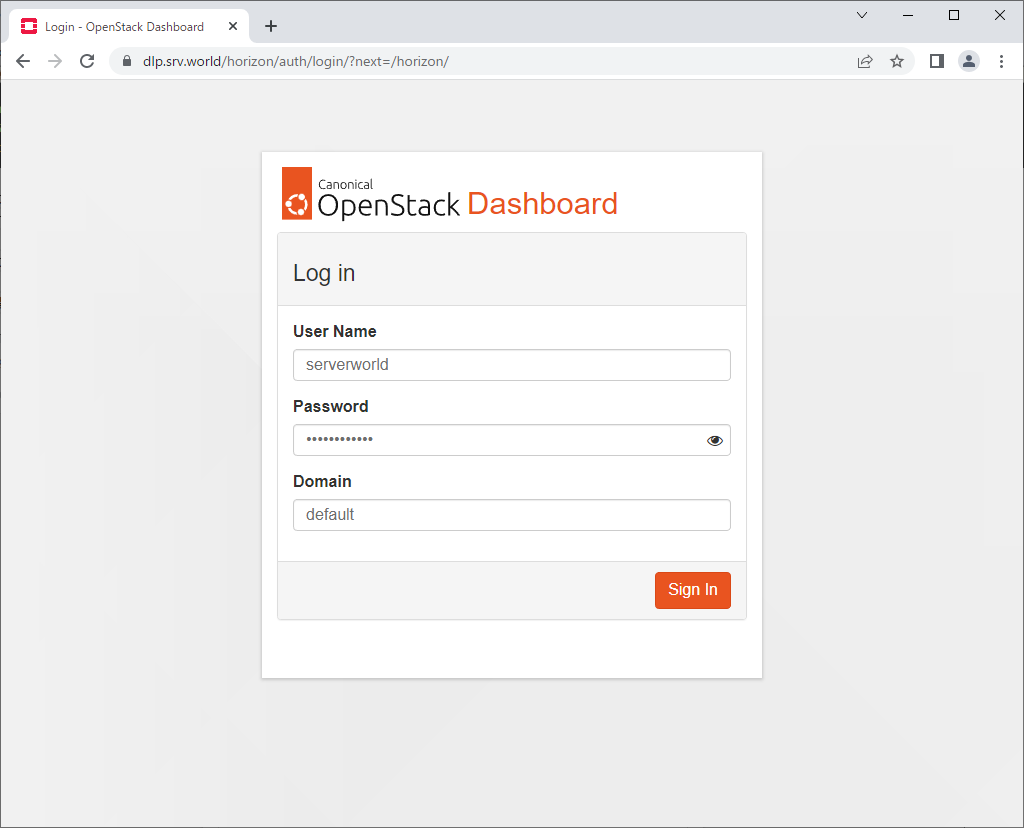 Login - OpenStack Dashboard
dlp.srv.world/horizon/auth/login/?next=/horizon/
Canonical
OpenStack Dashboard
Log in
User Name
serverworld
Password
••••••••••••
Domain
default
Sign In